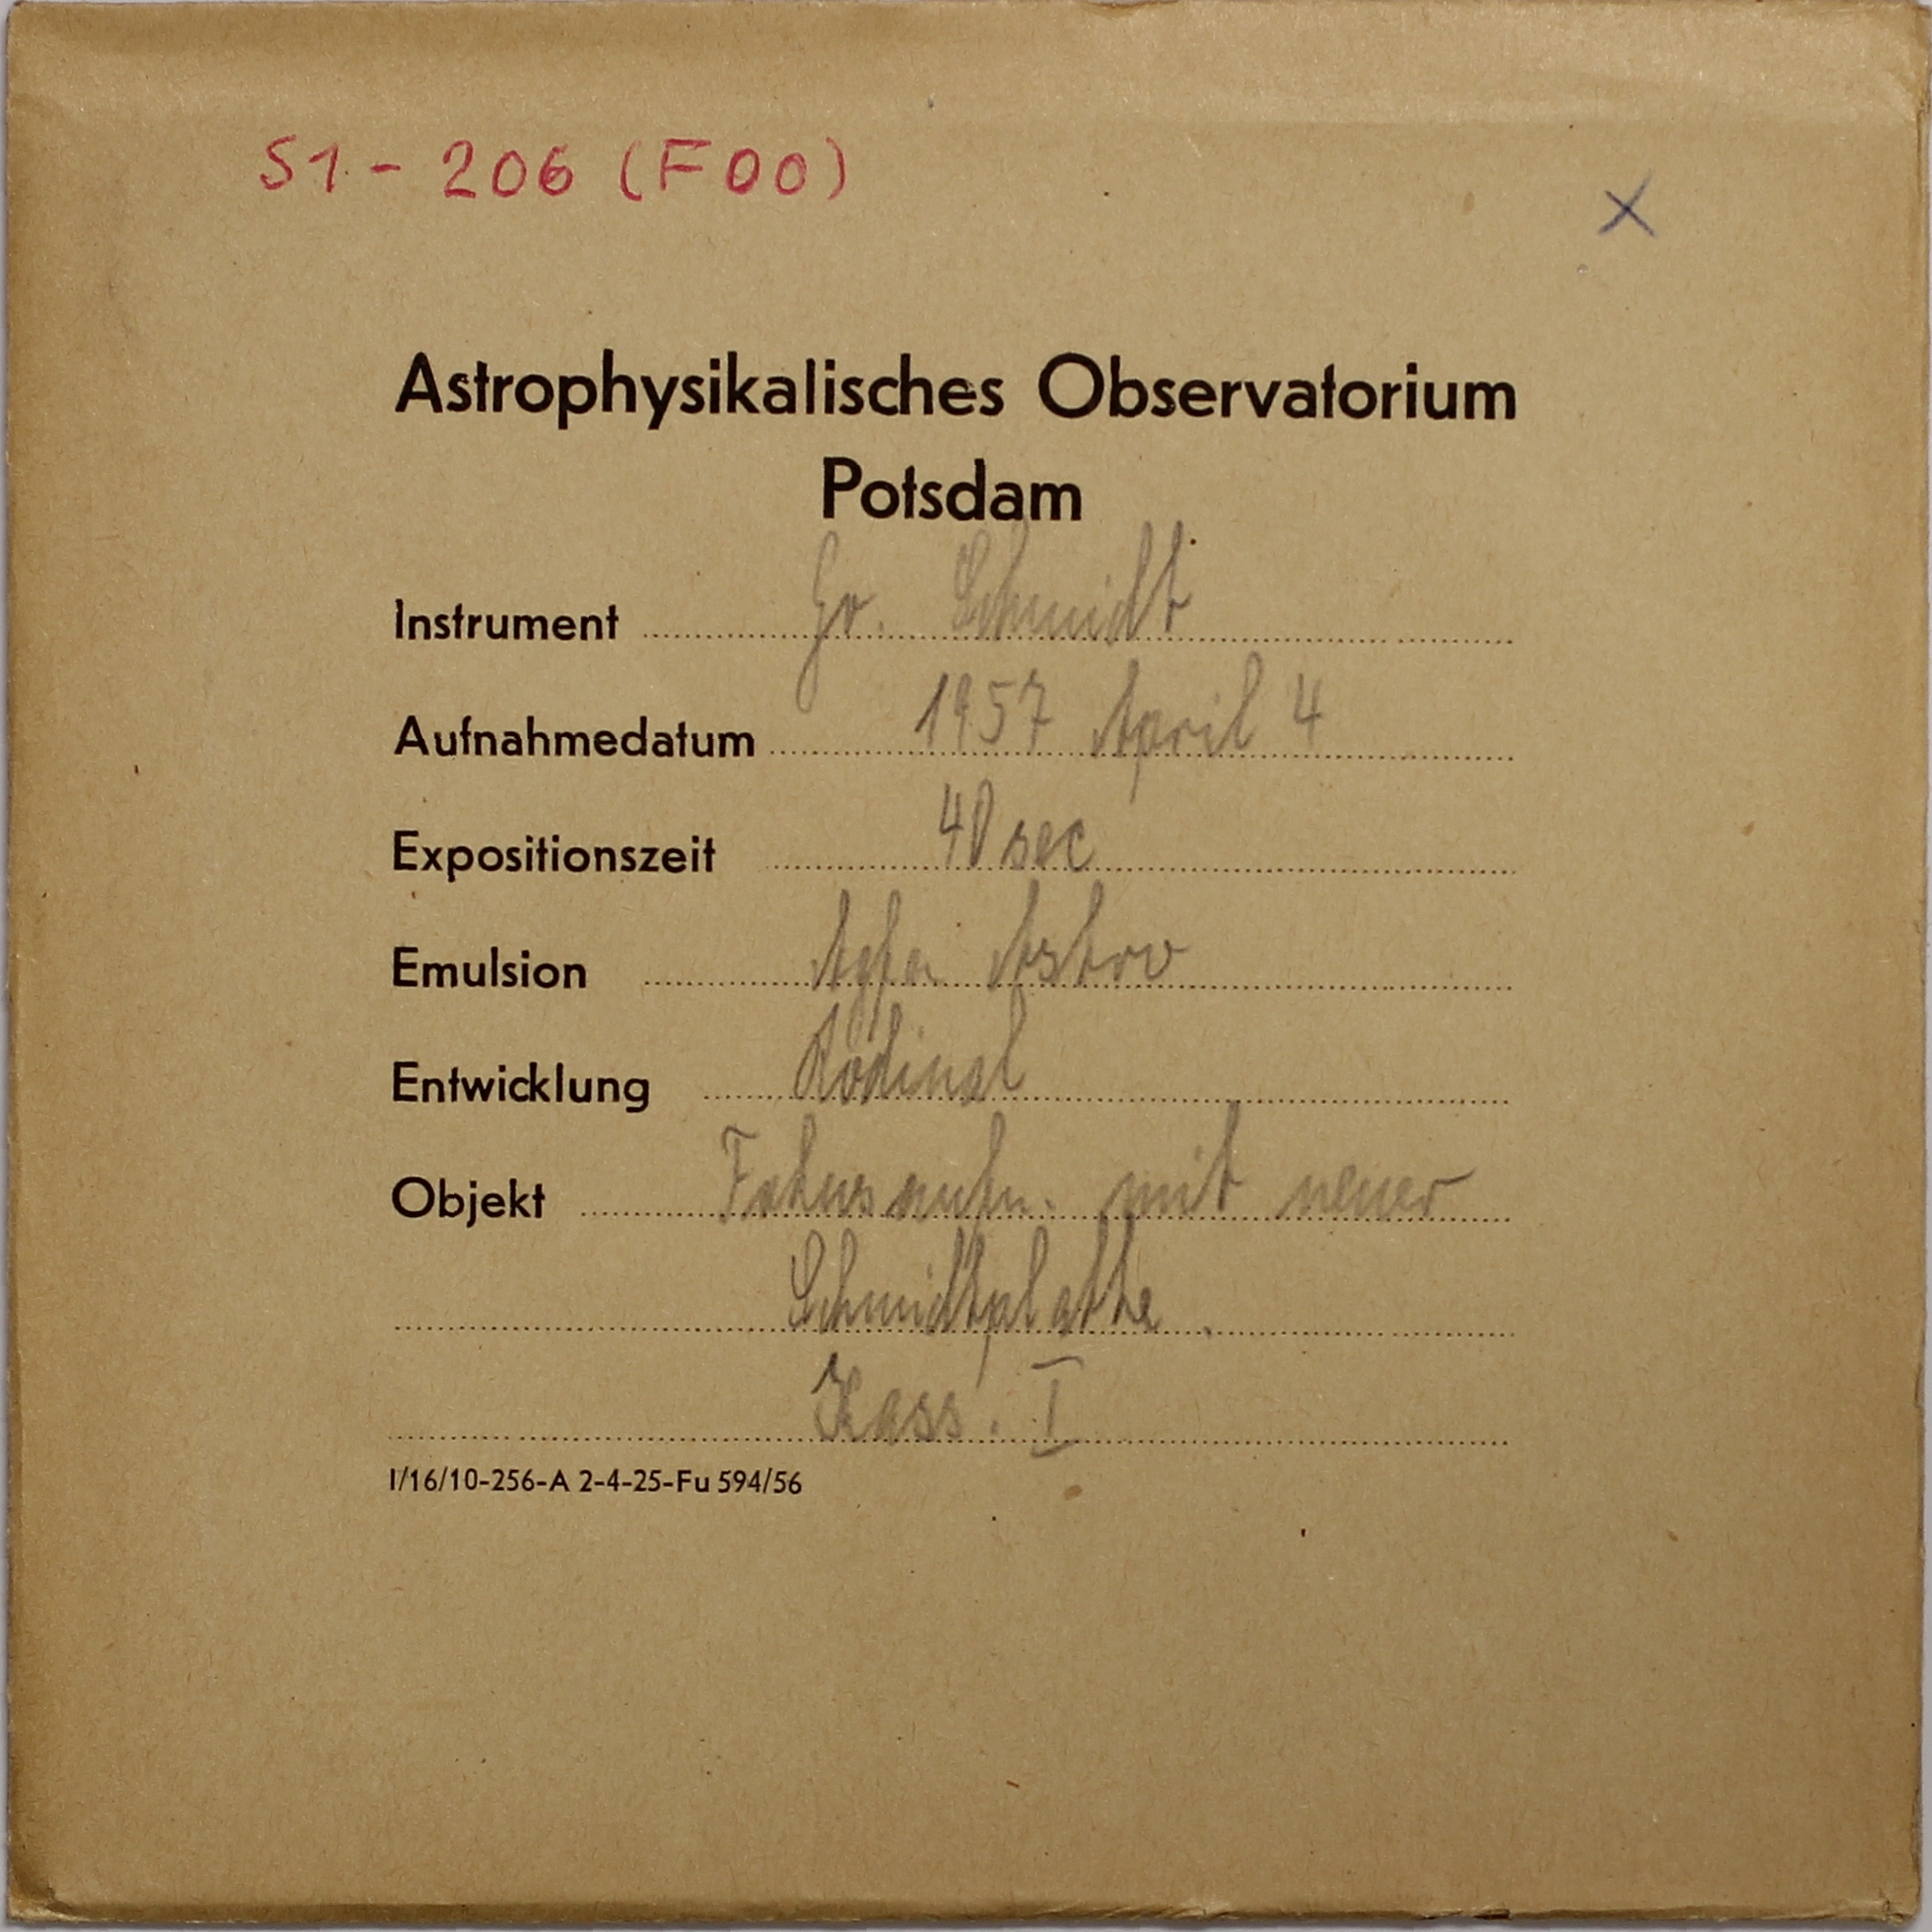 S1 - 206 (F00)
X
Astrophysikalisches Observatorium
Potsdam
Instrument Gr. Schmidt
Aufnahmedatum 1957 April 4
Expositionszeit 40 sec
Emulsion Agfa Astro
Entwicklung Rodinal
Objekt Fokusaufn. mit neuer
Schmidtplatte.
Kass. I
I/16/10-256-A 2-4-25-Fu 594/56